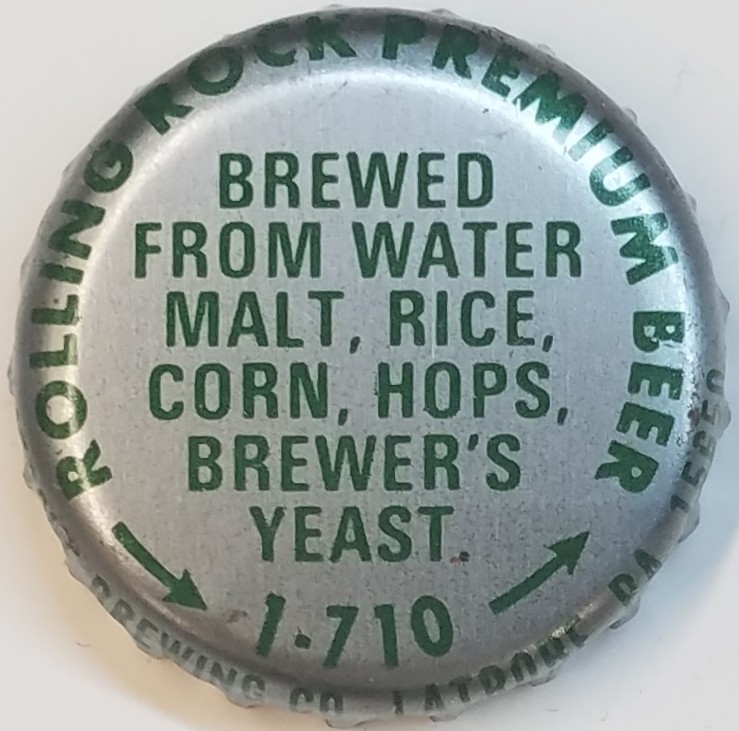 ROLLING ROCK PREMIUM BEER
BREWED
FROM WATER
MALT, RICE,
CORN, HOPS,
BREWER'S
YEAST.
1-710
BREWING CO. LATROBE PA. 15650